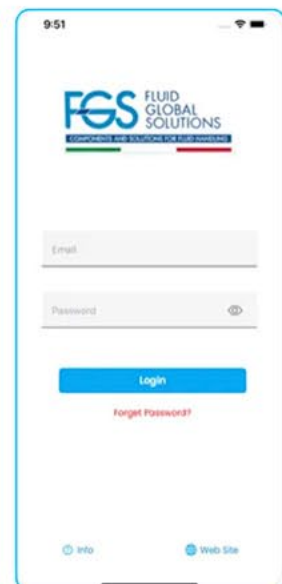 9:51
FGS FLUID
GLOBAL
SOLUTIONS
COMPONENTS AND SOLUTIONS FOR FLUID HANDLING
Email
Password
Login
Forget Password?
Info
Web Site